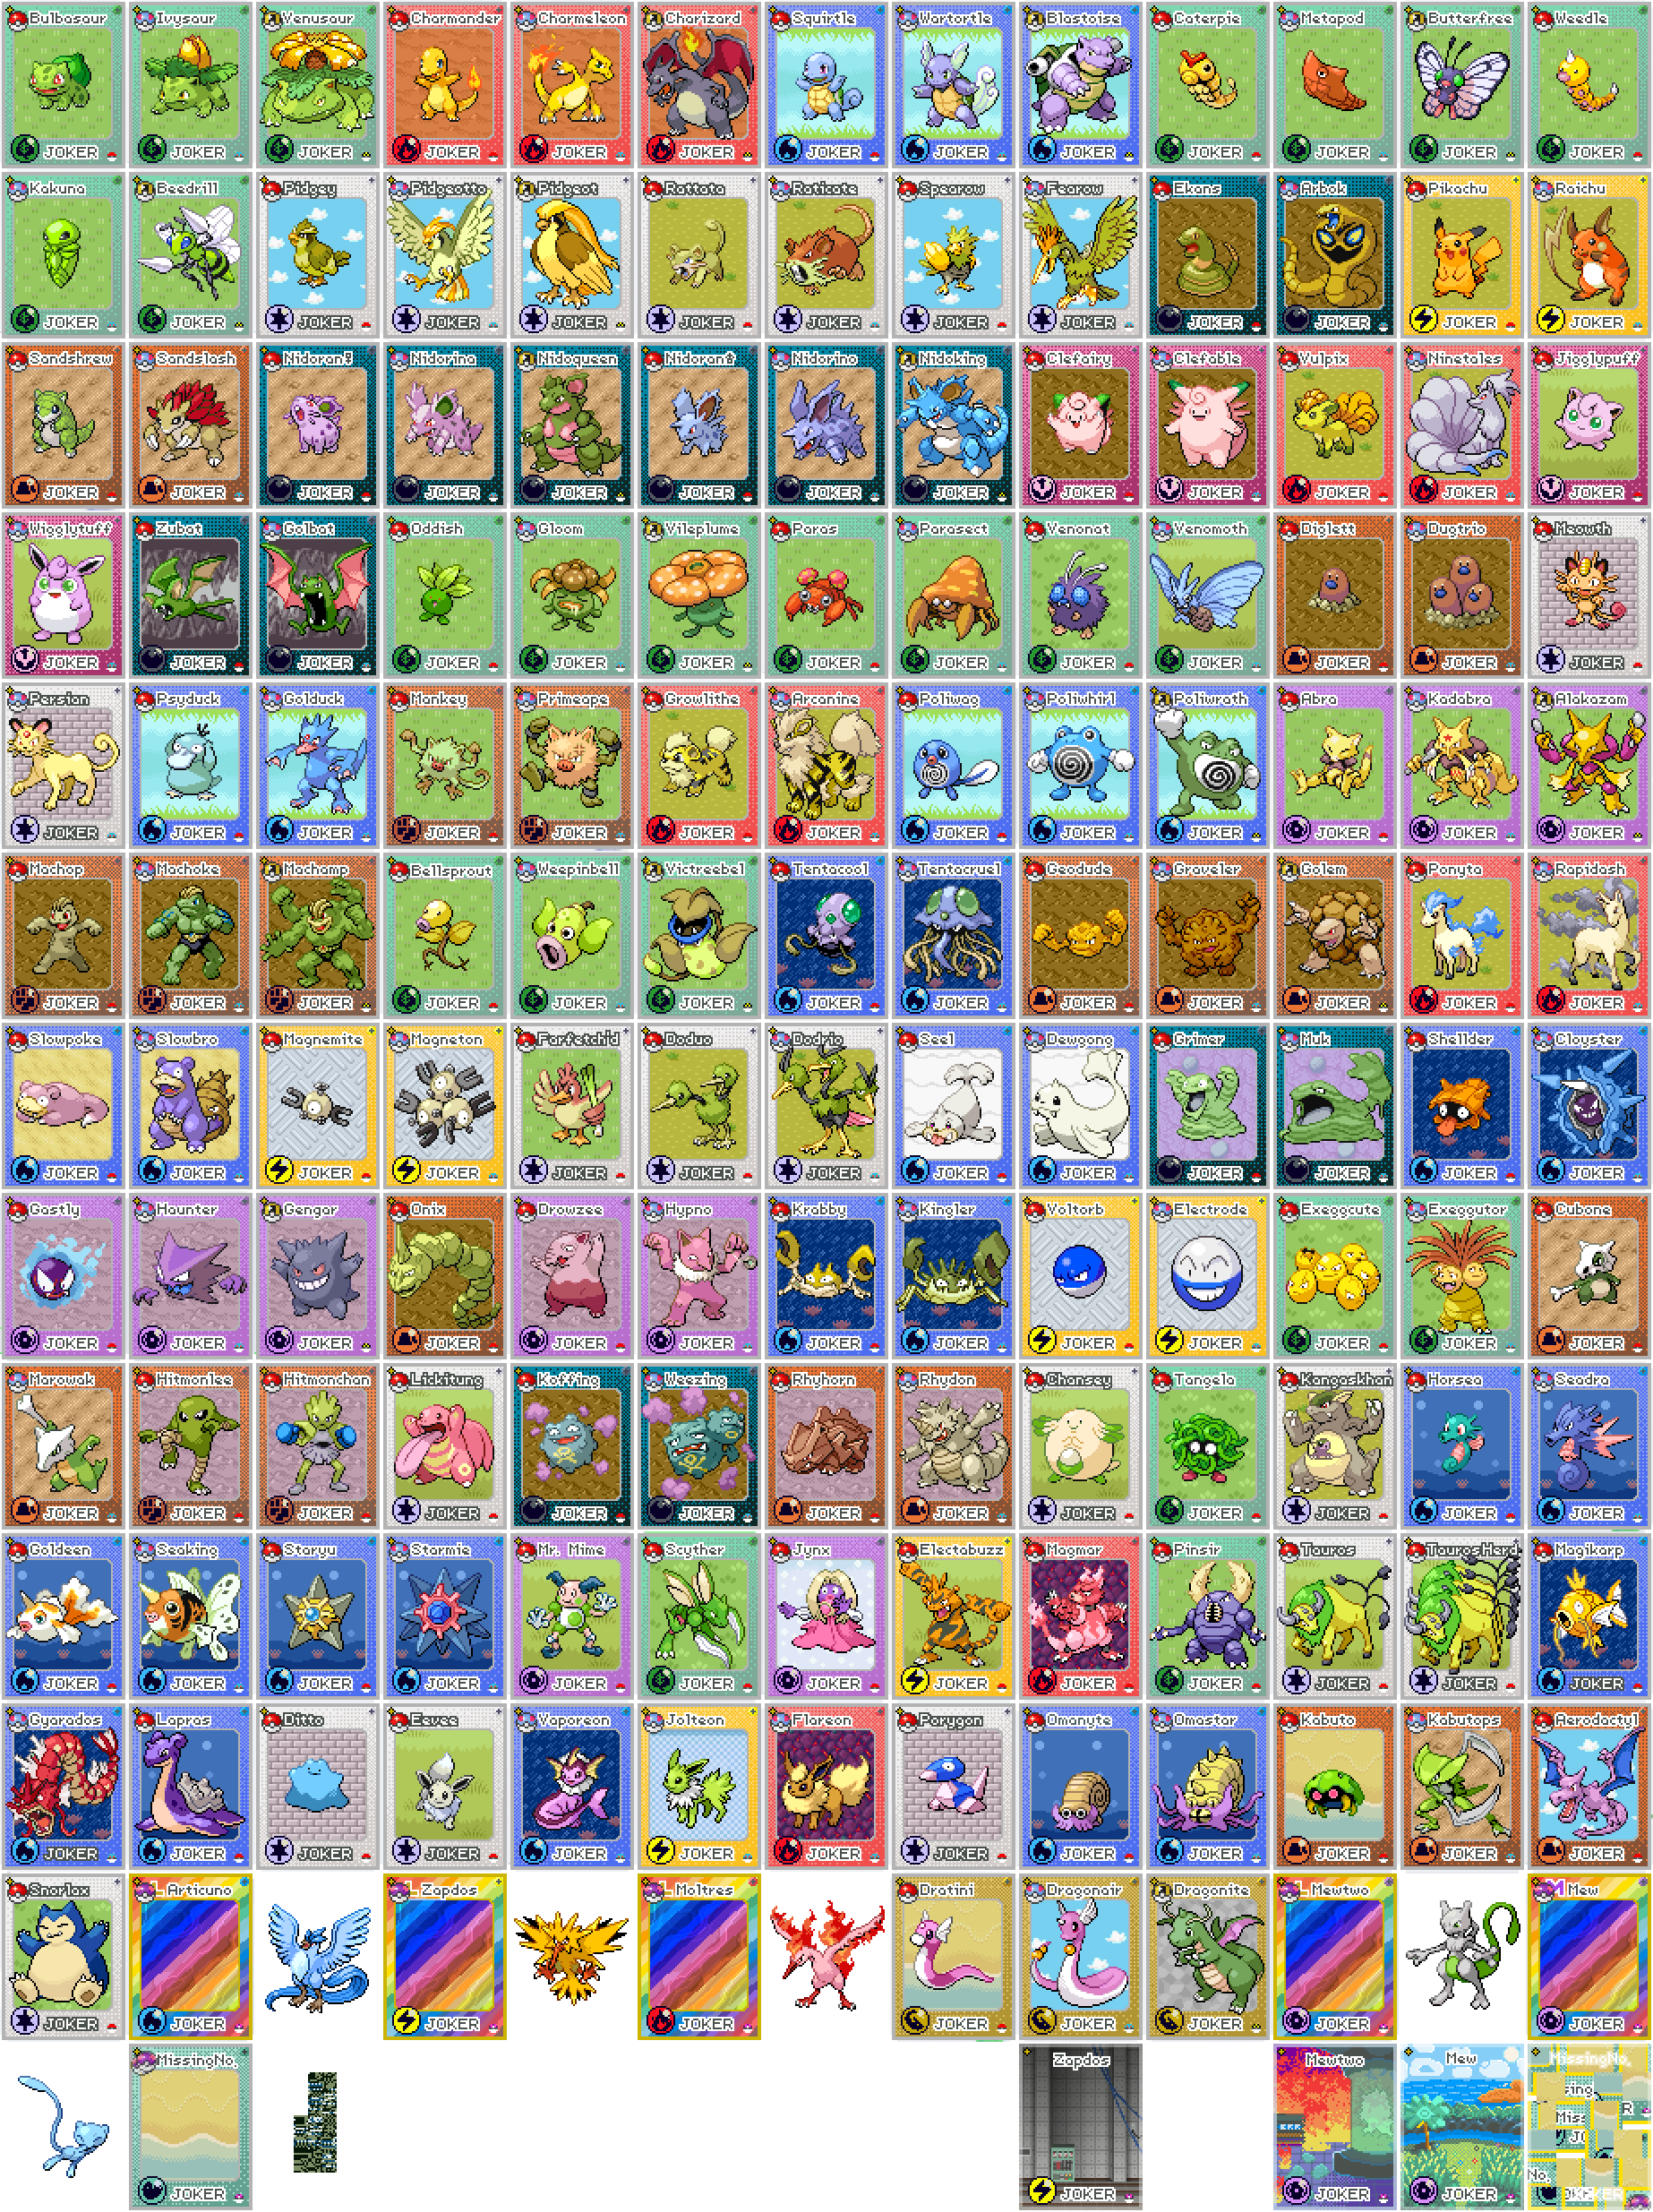 Bulbasaur Ivysaur Venusaur Charmander Charmeleon Charizard Squirtle Wartortle Blastoise Caterpie Metapod Butterfree Weedle
JOKER JOKER JOKER JOKER JOKER JOKER JOKER JOKER JOKER JOKER JOKER JOKER JOKER
Kakuna Beedrill Pidgey Pidgeotto Pidgeot Rattata Raticate Spearow Fearow Ekans Arbok Pikachu Raichu
JOKER JOKER JOKER JOKER JOKER JOKER JOKER JOKER JOKER JOKER JOKER JOKER JOKER
Sandshrew Sandslash Nidoran♀ Nidorina Nidoqueen Nidoran♂ Nidorino Nidoking Clefairy Clefable Vulpix Ninetales Jigglypuff
JOKER JOKER JOKER JOKER JOKER JOKER JOKER JOKER JOKER JOKER JOKER JOKER JOKER
Wigglytuff Zubat Golbat Oddish Gloom Vileplume Paras Parasect Venonat Venomoth Diglett Dugtrio Meowth
JOKER JOKER JOKER JOKER JOKER JOKER JOKER JOKER JOKER JOKER JOKER JOKER JOKER
Persian Psyduck Golduck Mankey Primeape Growlithe Arcanine Poliwag Poliwhirl Poliwrath Abra Kadabra Alakazam
JOKER JOKER JOKER JOKER JOKER JOKER JOKER JOKER JOKER JOKER JOKER JOKER JOKER
Machop Machoke Machamp Bellsprout Weepinbell Victreebel Tentacool Tentacruel Geodude Graveler Golem Ponyta Rapidash
JOKER JOKER JOKER JOKER JOKER JOKER JOKER JOKER JOKER JOKER JOKER JOKER JOKER
Slowpoke Slowbro Magnemite Magneton Farfetch'd Doduo Dodrio Seel Dewgong Grimer Muk Shellder Cloyster
JOKER JOKER JOKER JOKER JOKER JOKER JOKER JOKER JOKER JOKER JOKER JOKER JOKER
Gastly Haunter Gengar Onix Drowzee Hypno Krabby Kingler Voltorb Electrode Exeggcute Exeggutor Cubone
JOKER JOKER JOKER JOKER JOKER JOKER JOKER JOKER JOKER JOKER JOKER JOKER JOKER
Marowak Hitmonlee Hitmonchan Lickitung Koffing Weezing Rhyhorn Rhydon Chansey Tangela Kangaskhan Horsea Seadra
JOKER JOKER JOKER JOKER JOKER JOKER JOKER JOKER JOKER JOKER JOKER JOKER JOKER
Goldeen Seaking Staryu Starmie Mr. Mime Scyther Jynx Electabuzz Magmar Pinsir Tauros Tauros Herd Magikarp
JOKER JOKER JOKER JOKER JOKER JOKER JOKER JOKER JOKER JOKER JOKER JOKER JOKER
Gyarados Lapras Ditto Eevee Vaporeon Jolteon Flareon Porygon Omanyte Omastar Kabuto Kabutops Aerodactyl
JOKER JOKER JOKER JOKER JOKER JOKER JOKER JOKER JOKER JOKER JOKER JOKER JOKER
Snorlax L Articuno L Zapdos L Moltres Dratini Dragonair Dragonite L Mewtwo M Mew
JOKER JOKER JOKER JOKER JOKER JOKER JOKER JOKER JOKER
MissingNo. Zapdos Mewtwo Mew MissingNo.
JOKER JOKER JOKER JOKER